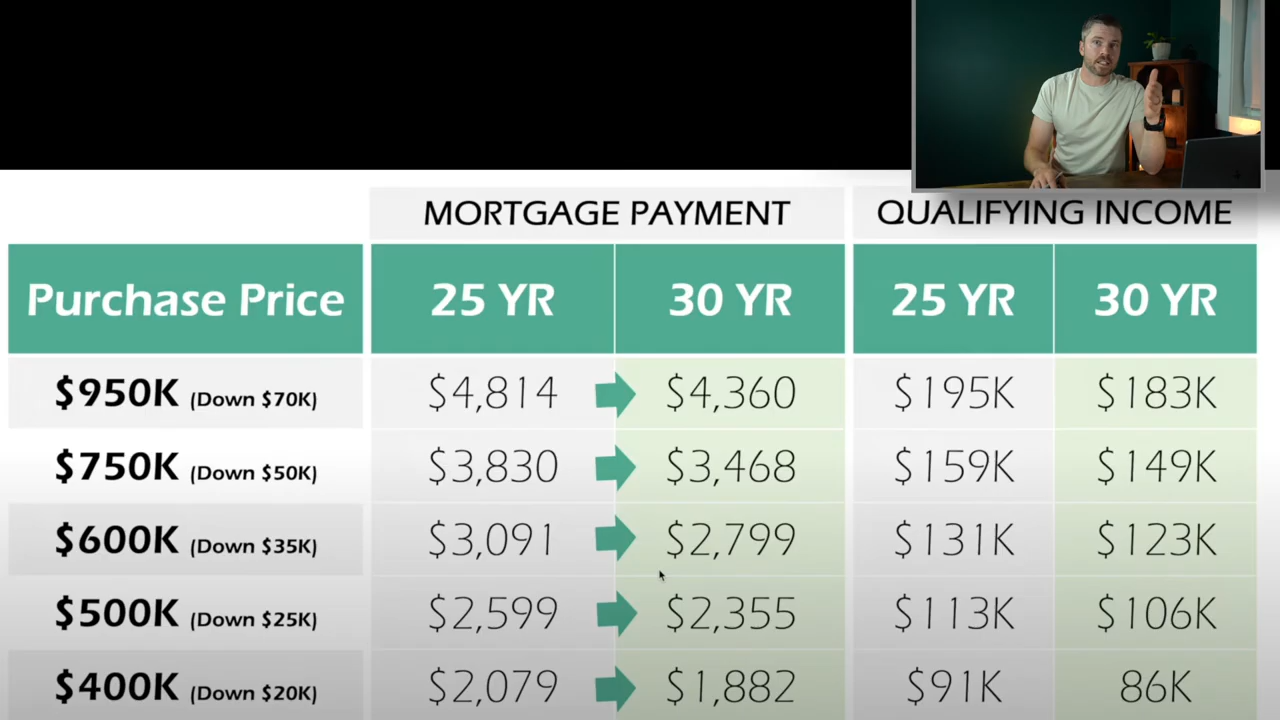 MORTGAGE PAYMENT QUALIFYING INCOME
Purchase Price 25 YR 30 YR 25 YR 30 YR
$950K (Down $70K) $4,814 $4,360 $195K $183K
$750K (Down $50K) $3,830 $3,468 $159K $149K
$600K (Down $35K) $3,091 $2,799 $131K $123K
$500K (Down $25K) $2,599 $2,355 $113K $106K
$400K (Down $20K) $2,079 $1,882 $91K 86K